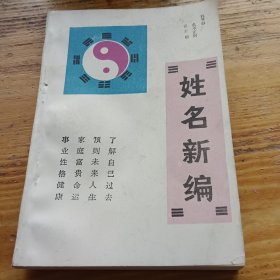 姓名新编
了解自己过去
预测未来人生
家庭富贵命运
事业性格健康